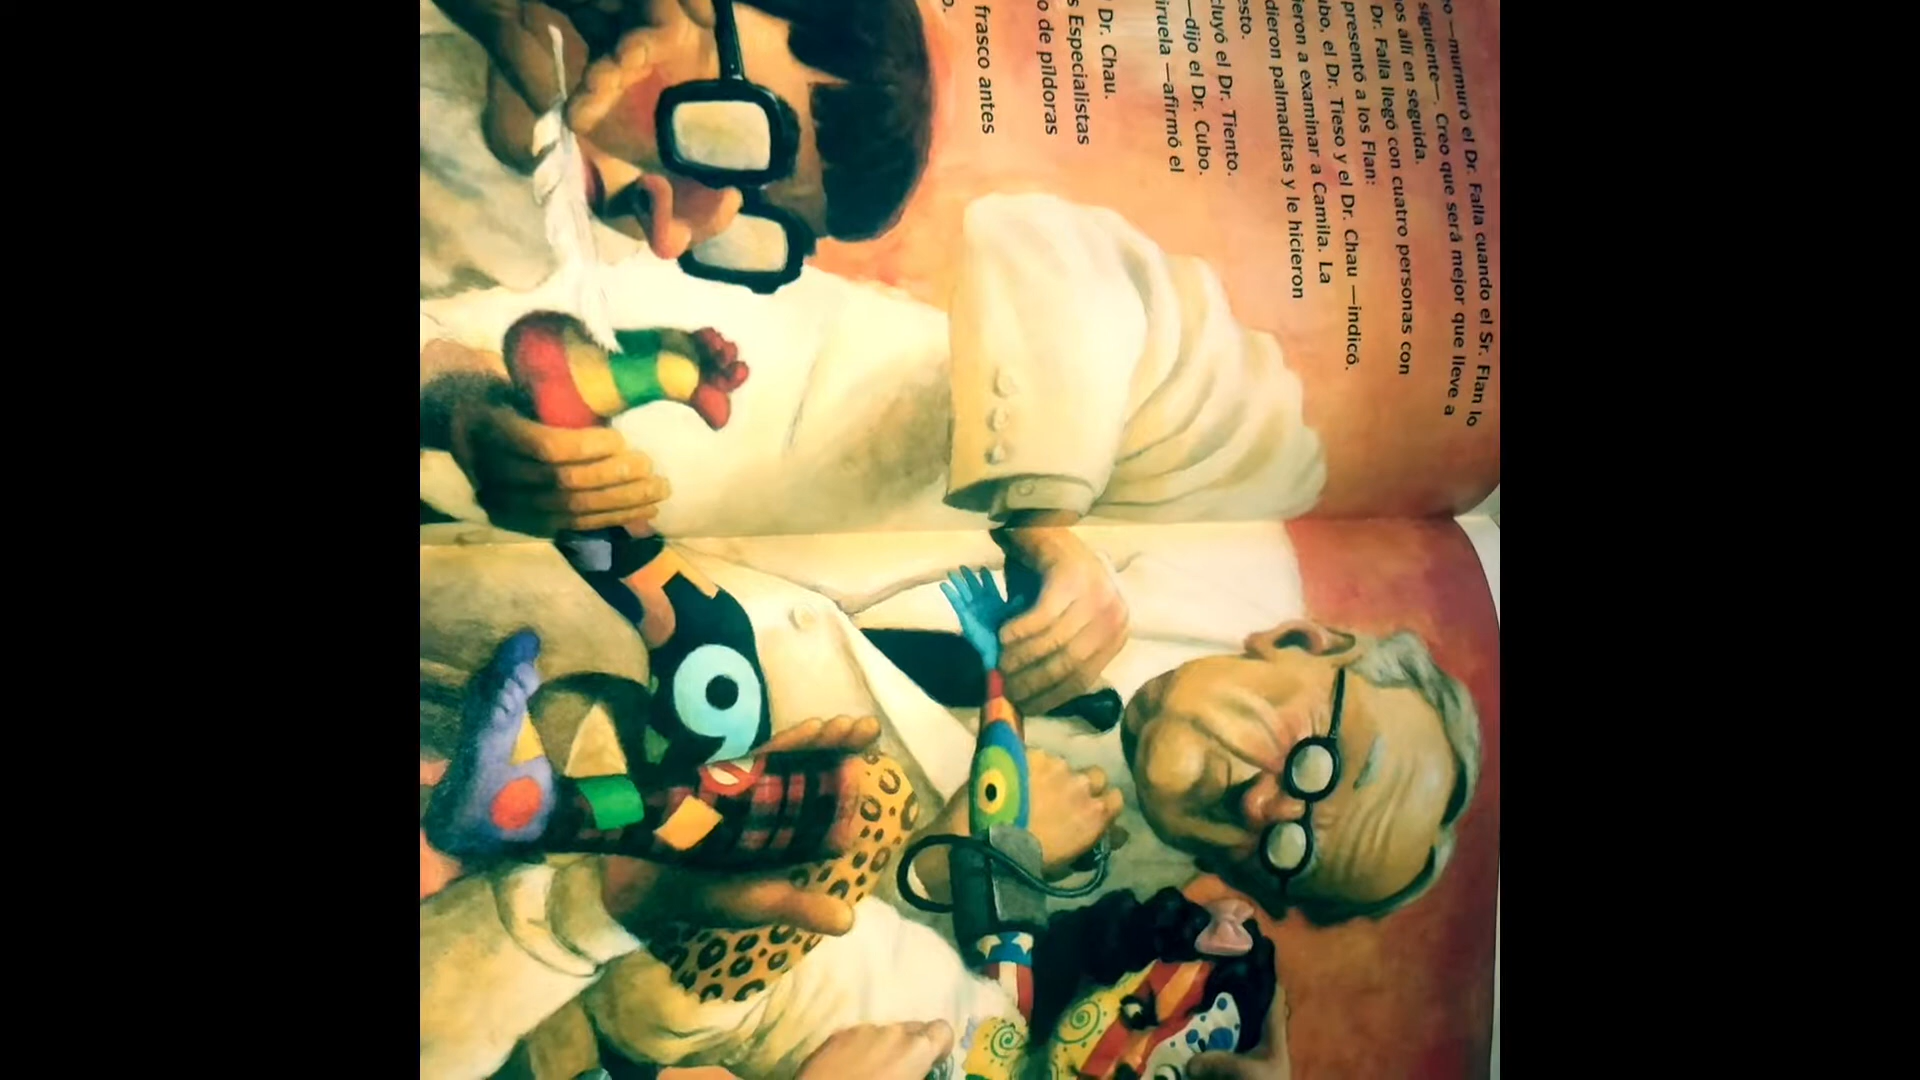 —murmuró el Dr. Falla cuando el Sr. Flan lo
siguiente—. Creo que será mejor que lleve a
allí en seguida.
Dr. Falla llegó con cuatro personas con
presentó a los Flan:
el Dr. Tieso y el Dr. Chau —indicó.
a examinar a Camila. La
dieron palmaditas y le hicieron
esto.
cluyó el Dr. Tiento.
—dijo el Dr. Cubo.
iruela —afirmó el
Dr. Chau.
s Especialistas
o de píldoras
frasco antes
9